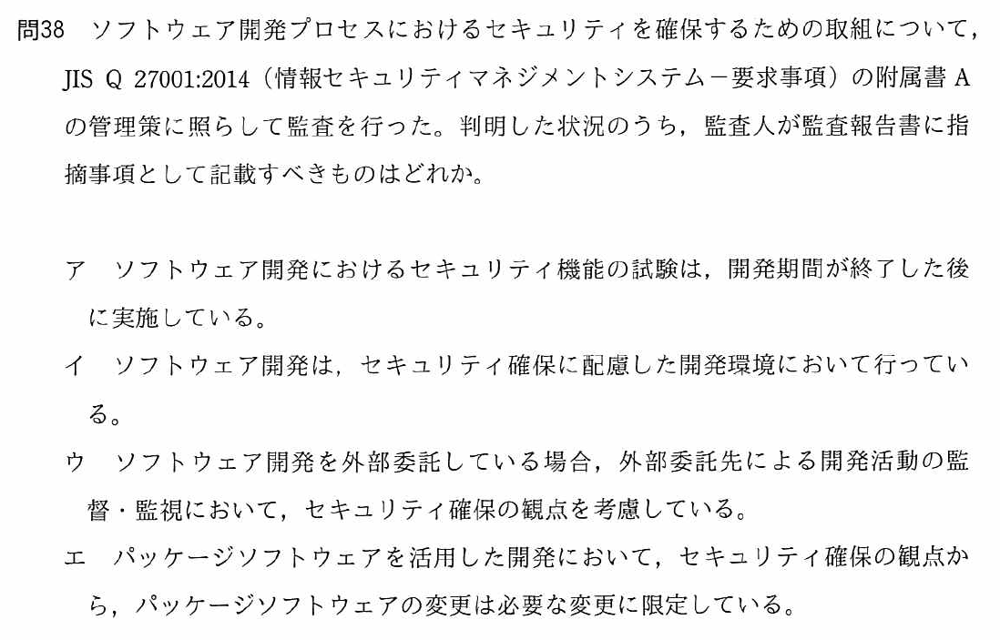 問38　ソフトウェア開発プロセスにおけるセキュリティを確保するための取組について，
JIS Q 27001:2014（情報セキュリティマネジメントシステム－要求事項）の附属書 A
の管理策に照らして監査を行った。判明した状況のうち，監査人が監査報告書に指
摘事項として記載すべきものはどれか。
ア　ソフトウェア開発におけるセキュリティ機能の試験は，開発期間が終了した後
に実施している。
イ　ソフトウェア開発は，セキュリティ確保に配慮した開発環境において行ってい
る。
ウ　ソフトウェア開発を外部委託している場合，外部委託先による開発活動の監
督・監視において，セキュリティ確保の観点を考慮している。
エ　パッケージソフトウェアを活用した開発において，セキュリティ確保の観点か
ら，パッケージソフトウェアの変更は必要な変更に限定している。